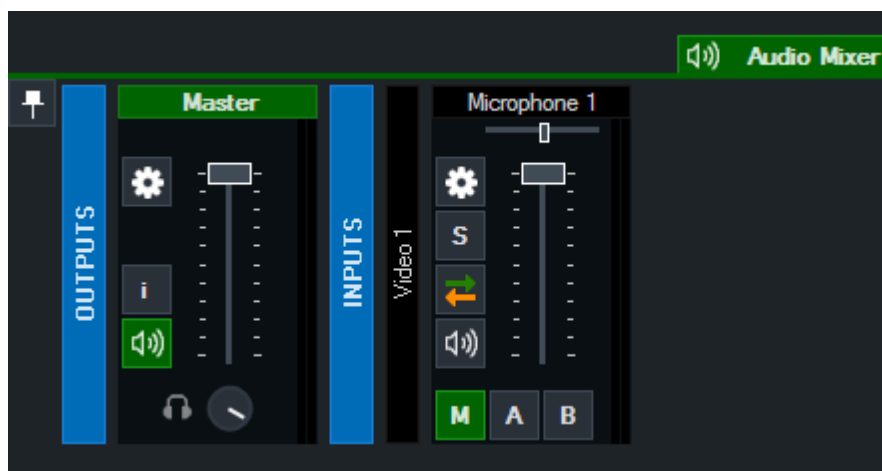 Audio Mixer
OUTPUTS
Master
i
INPUTS
Video 1
Microphone 1
S
M A B